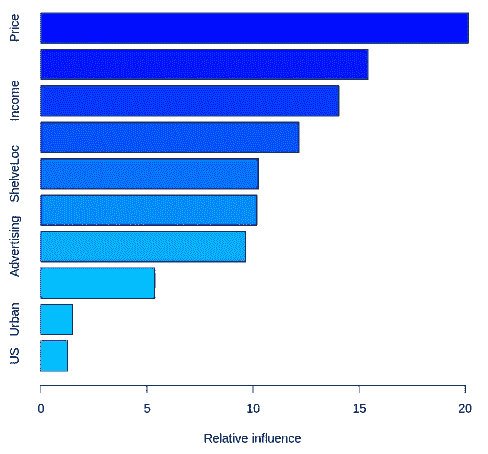 Price
Income
ShelveLoc
Advertising
Urban
US
0 5 10 15 20
Relative influence